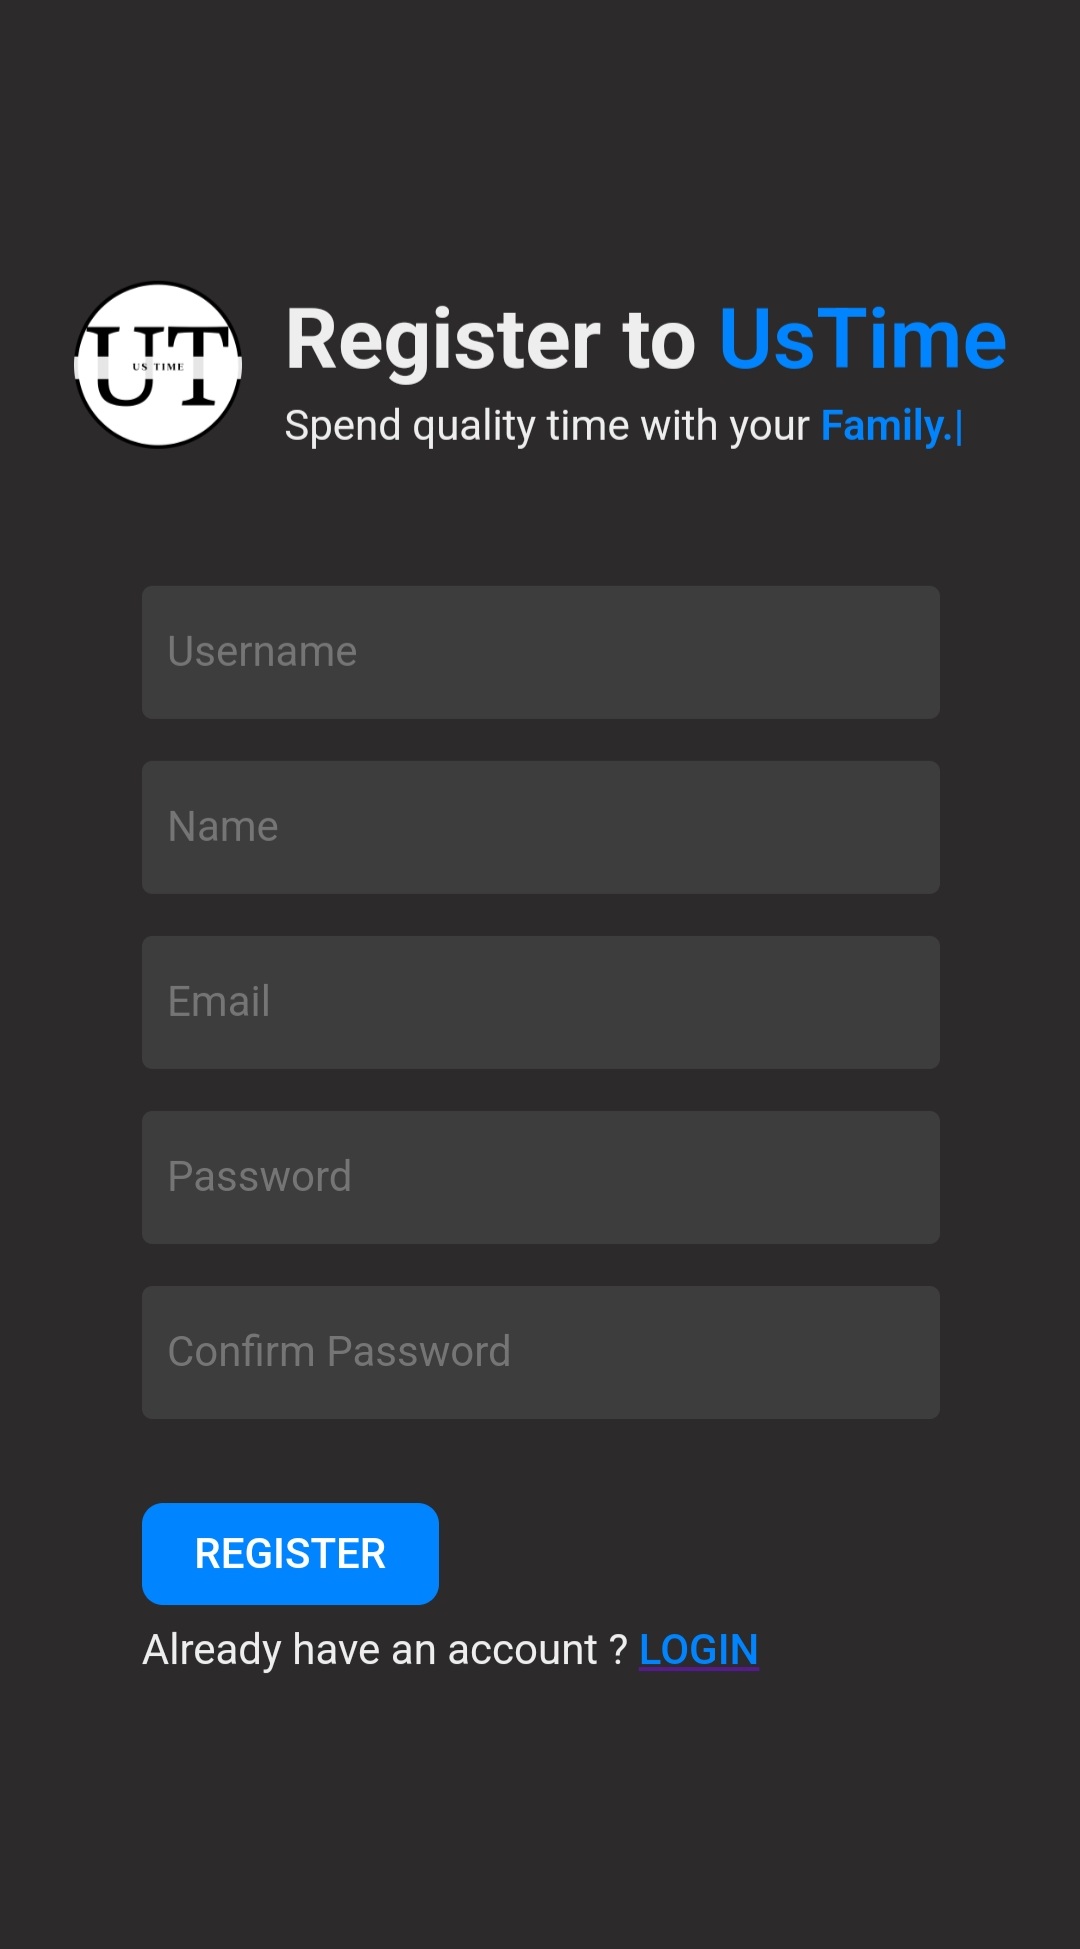 UT
US TIME
Register to UsTime
Spend quality time with your Family.|
Username
Name
Email
Password
Confirm Password
REGISTER
Already have an account ? LOGIN